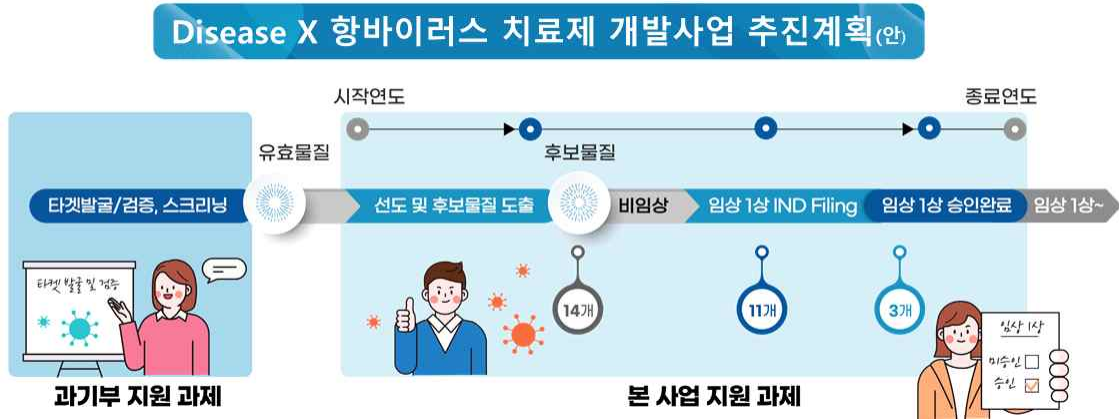 Disease X 항바이러스 치료제 개발사업 추진계획(안)
시작연도
종료연도
유효물질
후보물질
타겟발굴/검증, 스크리닝
선도 및 후보물질 도출
비임상
임상 1상 IND Filing
임상 1상 승인완료
임상 1상~
타겟 발굴 및 검증
14개
11개
3개
임상 1상
미승인
승인
과기부 지원 과제
본 사업 지원 과제